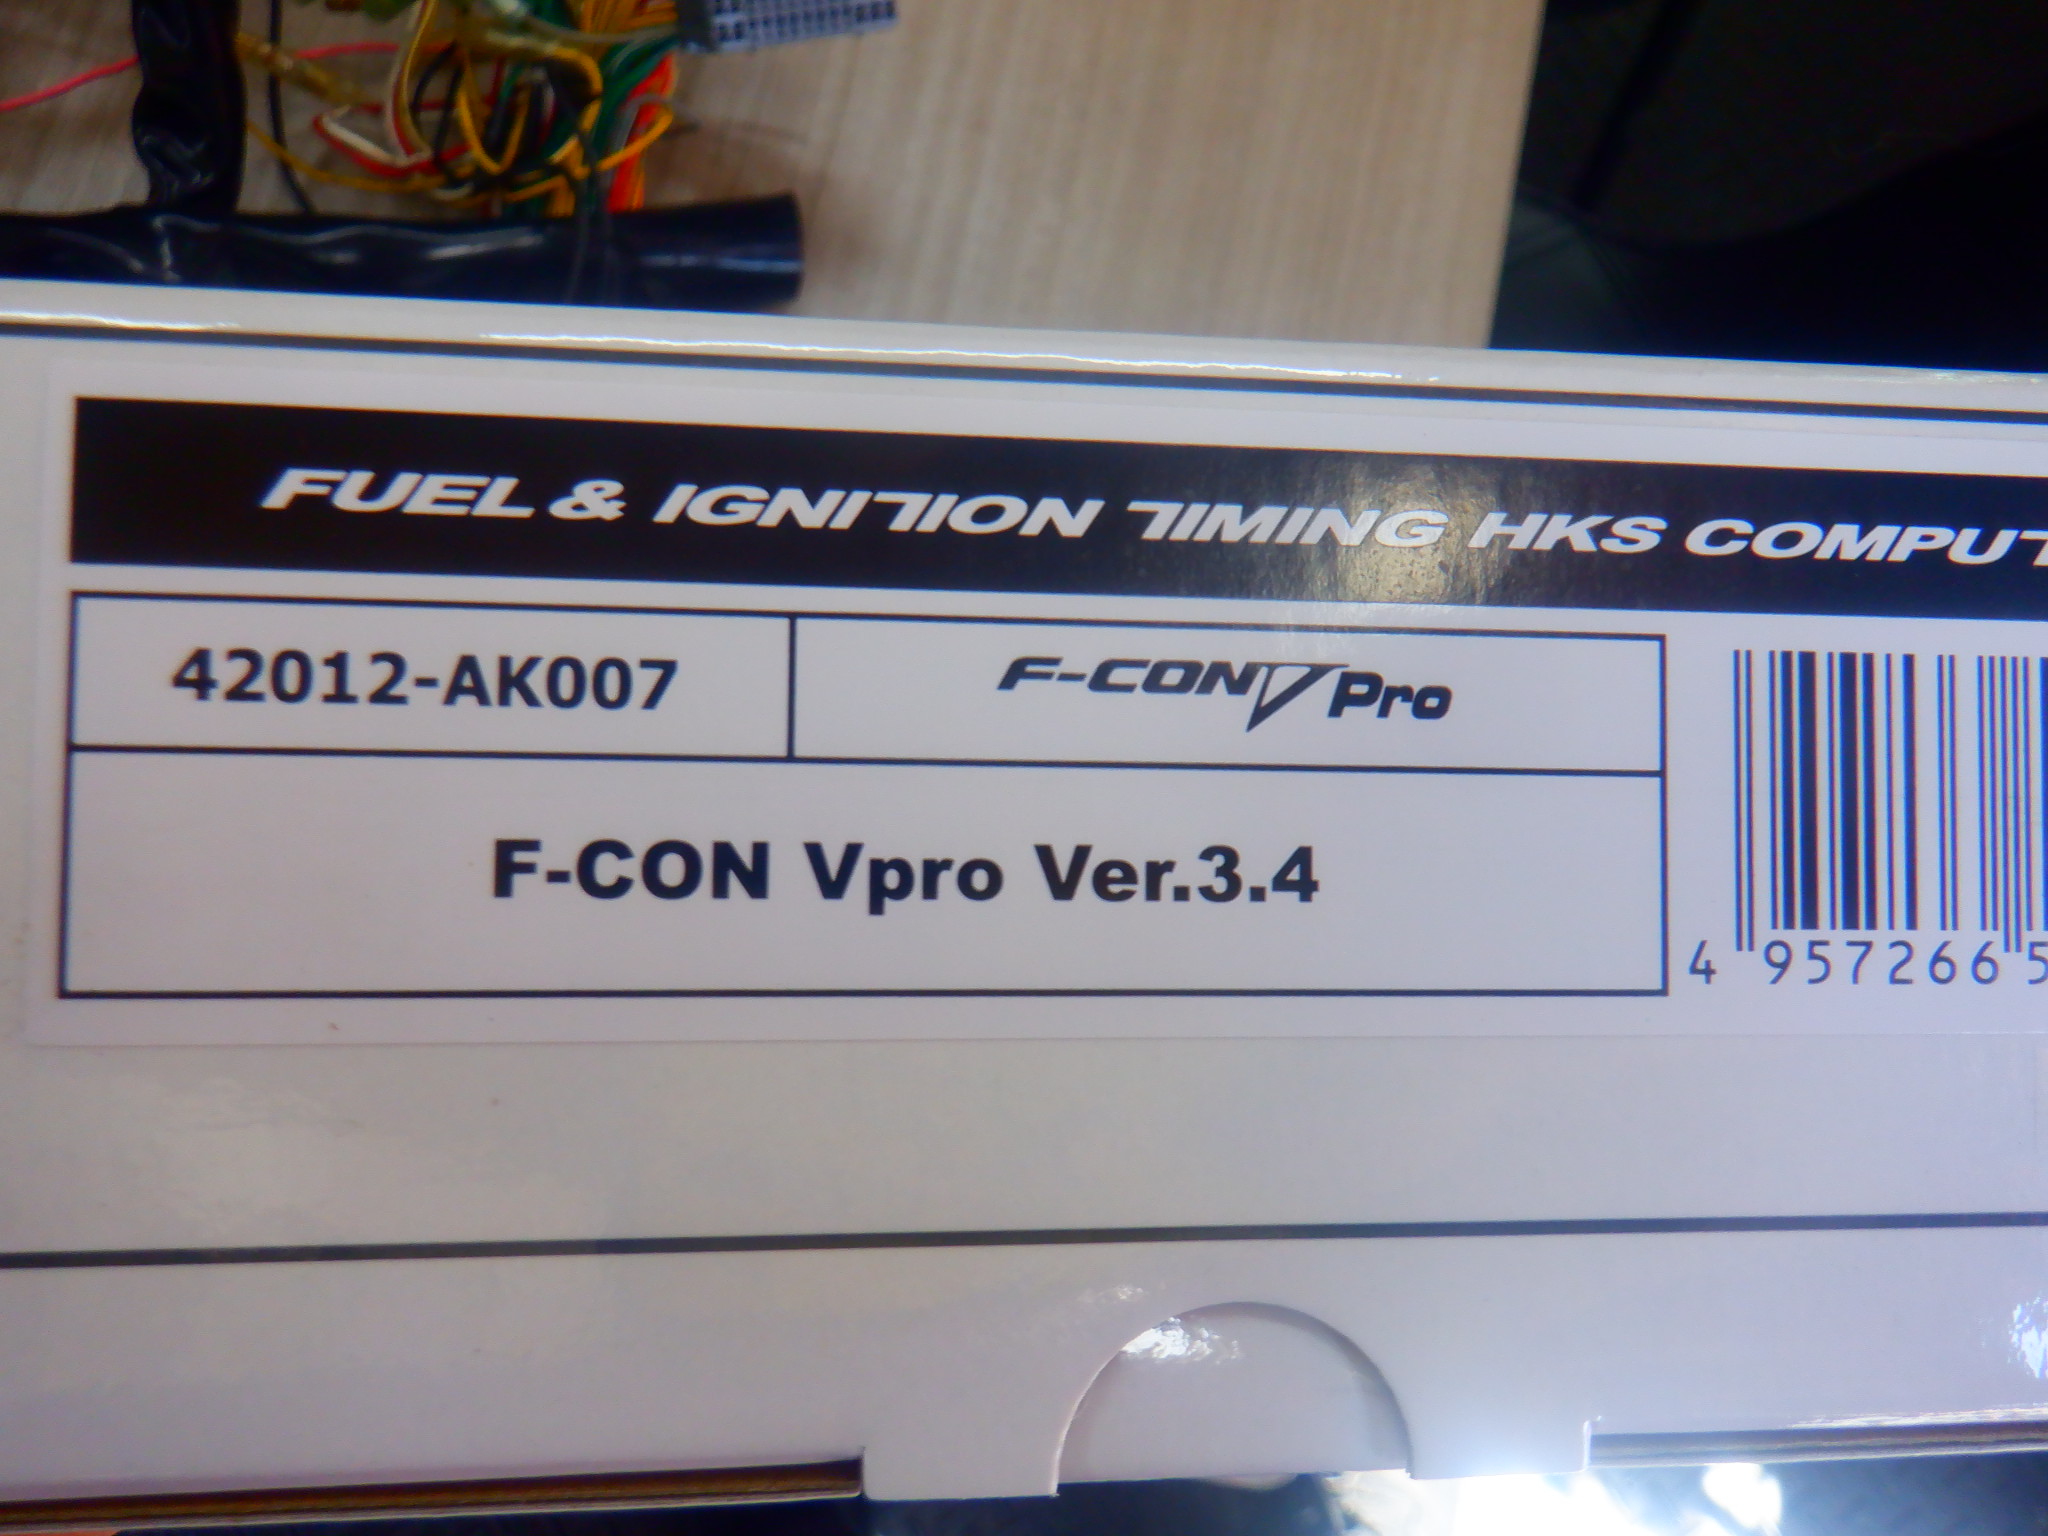 FUEL & IGNITION TIMING HKS COMPUT
42012-AK007
F-CON V Pro
F-CON Vpro Ver.3.4
4 957266 5